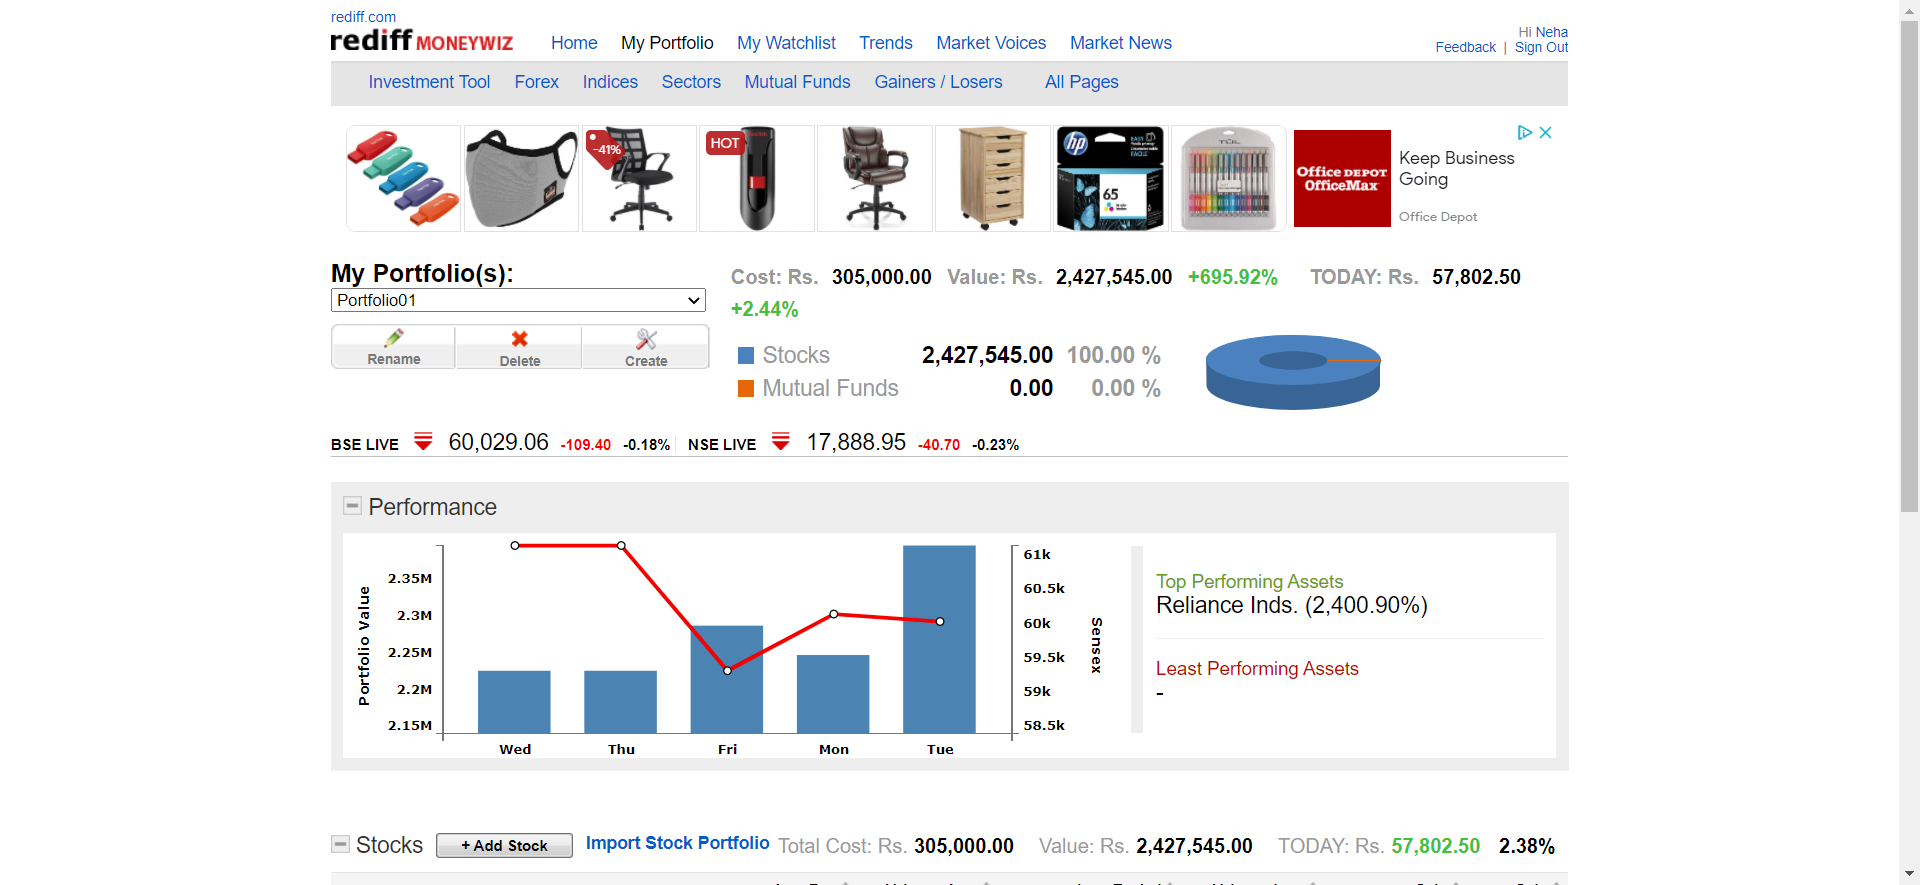 rediff.com
rediff MONEYWIZ
Home My Portfolio My Watchlist Trends Market Voices Market News
Hi Neha
Feedback | Sign Out
Investment Tool Forex Indices Sectors Mutual Funds Gainers / Losers All Pages
-41%
HOT
hp
65
TUL
Office DEPOT
OfficeMax
Keep Business
Going
Office Depot
My Portfolio(s):
Portfolio01
Rename Delete Create
Cost: Rs. 305,000.00 Value: Rs. 2,427,545.00 +695.92% TODAY: Rs. 57,802.50
+2.44%
Stocks 2,427,545.00 100.00 %
Mutual Funds 0.00 0.00 %
BSE LIVE 60,029.06 -109.40 -0.18% NSE LIVE 17,888.95 -40.70 -0.23%
Performance
Portfolio Value
2.35M
2.3M
2.25M
2.2M
2.15M
Wed Thu Fri Mon Tue
61k
60.5k
60k
59.5k
59k
58.5k
Sensex
Top Performing Assets
Reliance Inds. (2,400.90%)
Least Performing Assets
-
Stocks + Add Stock Import Stock Portfolio Total Cost: Rs. 305,000.00 Value: Rs. 2,427,545.00 TODAY: Rs. 57,802.50 2.38%